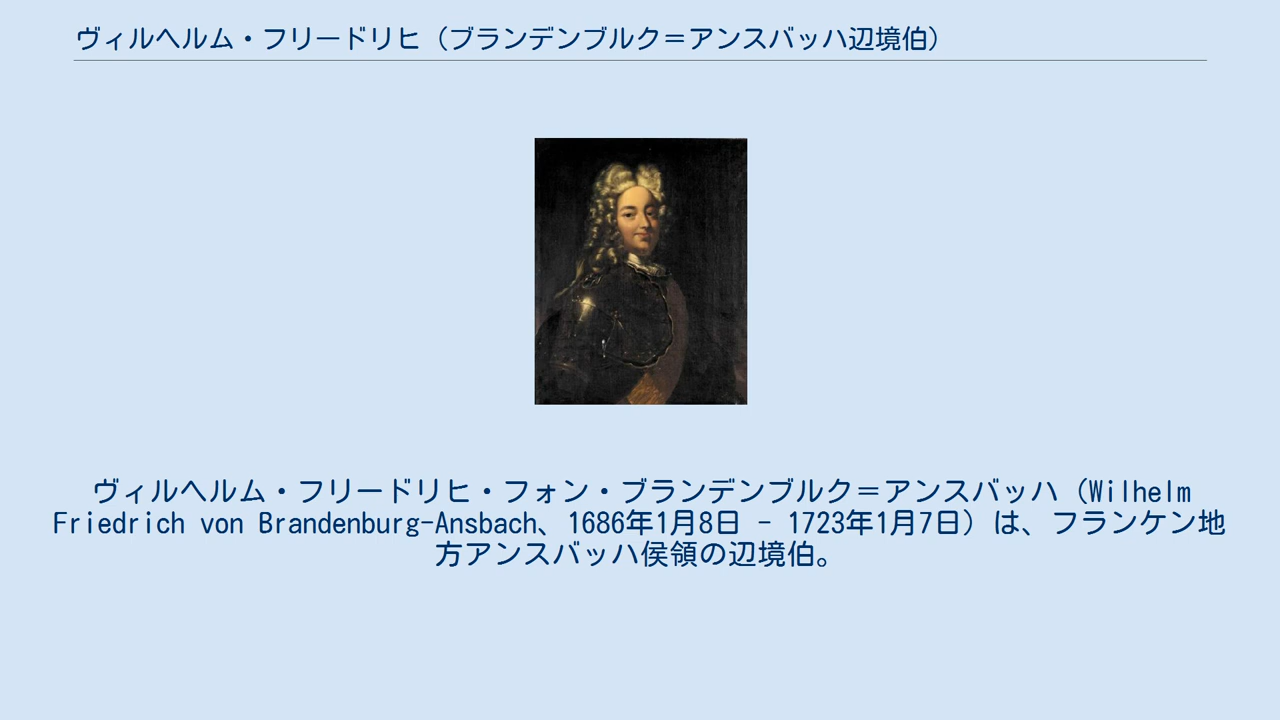 ヴィルヘルム・フリードリヒ（ブランデンブルク＝アンスバッハ辺境伯）
ヴィルヘルム・フリードリヒ・フォン・ブランデンブルク＝アンスバッハ（Wilhelm
Friedrich von Brandenburg-Ansbach、1686年1月8日 - 1723年1月7日）は、フランケン地
方アンスバッハ侯領の辺境伯。